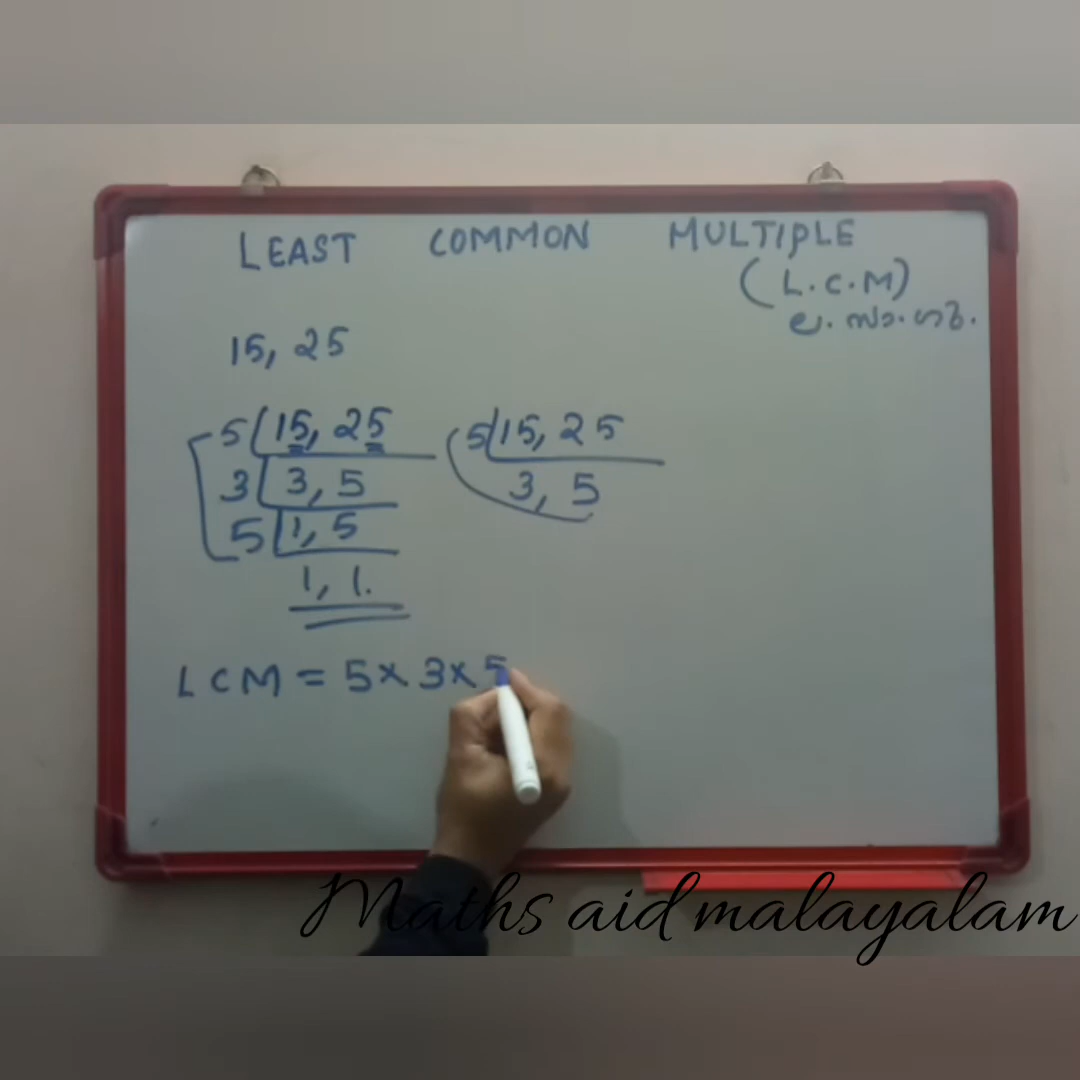 LEAST COMMON MULTIPLE
(L.C.M)
ല. സാ. ഗു.
15, 25
5 15, 25
3 3, 5
5 1, 5
1, 1.
5 15, 25
3, 5
LCM = 5 × 3 × 5
Maths aid malayalam